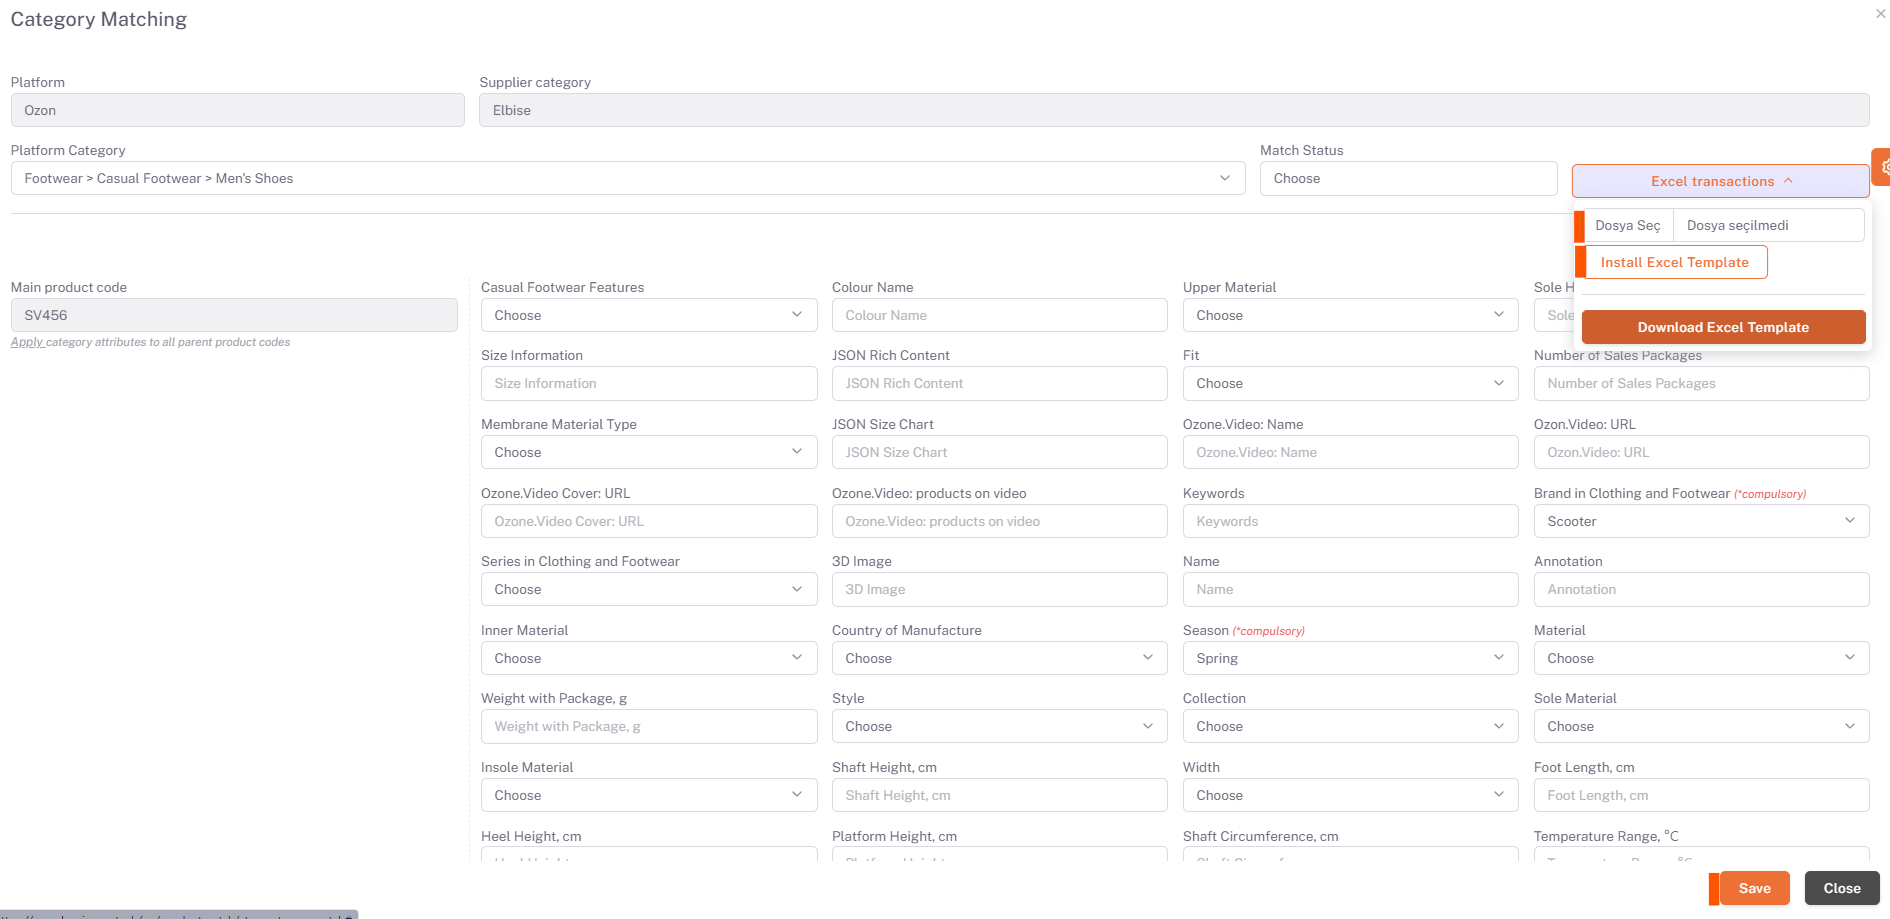 Category Matching
Platform
Supplier category
Ozon
Elbise
Platform Category
Match Status
Footwear > Casual Footwear > Men's Shoes
Choose
Excel transactions
Dosya Seç
Dosya seçilmedi
Install Excel Template
Download Excel Template
Main product code
SV456
Apply category attributes to all parent product codes
Casual Footwear Features
Colour Name
Upper Material
Sole H
Choose
Colour Name
Choose
Sole
Size Information
JSON Rich Content
Fit
Number of Sales Packages
Size Information
JSON Rich Content
Choose
Number of Sales Packages
Membrane Material Type
JSON Size Chart
Ozone.Video: Name
Ozon.Video: URL
Choose
JSON Size Chart
Ozone.Video: Name
Ozon.Video: URL
Ozone.Video Cover: URL
Ozone.Video: products on video
Keywords
Brand in Clothing and Footwear (*compulsory)
Ozone.Video Cover: URL
Ozone.Video: products on video
Keywords
Scooter
Series in Clothing and Footwear
3D Image
Name
Annotation
Choose
3D Image
Name
Annotation
Inner Material
Country of Manufacture
Season (*compulsory)
Material
Choose
Choose
Spring
Choose
Weight with Package, g
Style
Collection
Sole Material
Weight with Package, g
Choose
Choose
Choose
Insole Material
Shaft Height, cm
Width
Foot Length, cm
Choose
Shaft Height, cm
Choose
Foot Length, cm
Heel Height, cm
Platform Height, cm
Shaft Circumference, cm
Temperature Range, °C
Save
Close